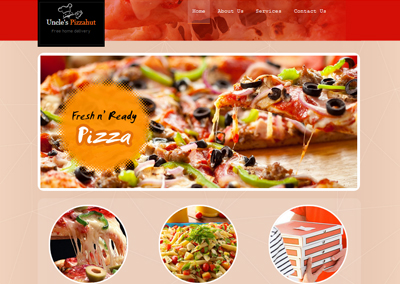 Uncle's Pizzahut
Free home delivery
Home
About Us
Services
Contact Us
Fresh n' Ready
Pizza